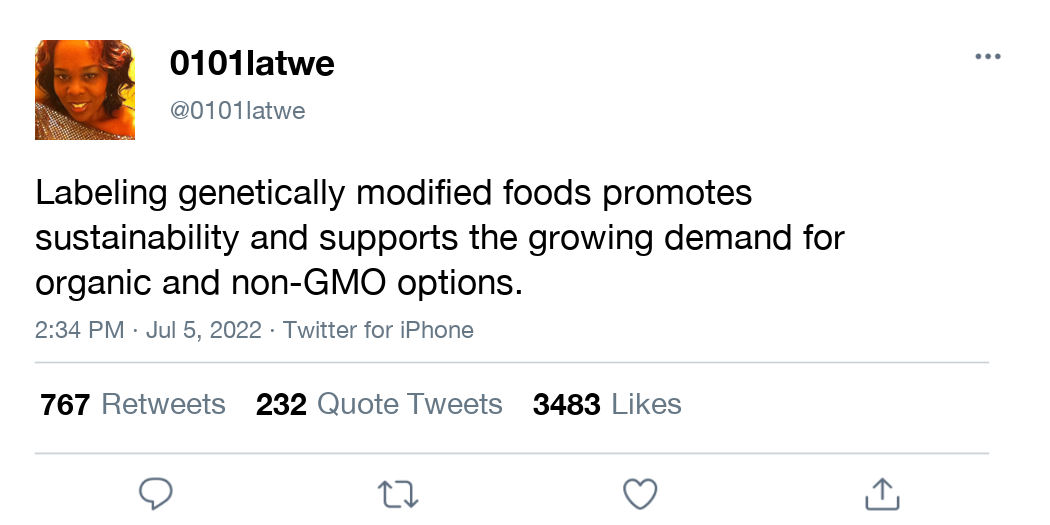 0101latwe
@0101latwe
Labeling genetically modified foods promotes
sustainability and supports the growing demand for
organic and non-GMO options.
2:34 PM · Jul 5, 2022 · Twitter for iPhone
767 Retweets 232 Quote Tweets 3483 Likes